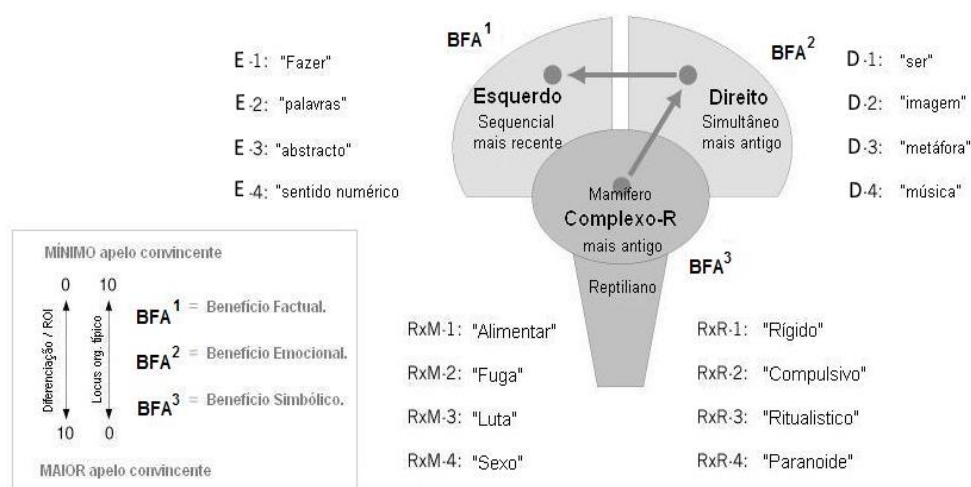 BFA¹
BFA²
E -1: "Fazer"
E -2: "palavras"
E -3: "abstracto"
E -4: "sentido numérico
Esquerdo
Sequencial
mais recente
Direito
Simultâneo
mais antigo
D -1: "ser"
D -2: "imagem"
D -3: "metáfora"
D -4: "música"
Mamífero
Complexo-R
mais antigo
BFA³
Reptiliano
RxM-1: "Alimentar"
RxM-2: "Fuga"
RxM-3: "Luta"
RxM-4: "Sexo"
RxR-1: "Rígido"
RxR-2: "Compulsivo"
RxR-3: "Ritualistico"
RxR-4: "Paranoide"
MÍNIMO apelo convincente
0 10
Diferenciação / ROI
Locus org. típico
BFA¹ = Benefício Factual.
BFA² = Benefício Emocional.
BFA³ = Benefício Simbólico.
10 0
MAIOR apelo convincente